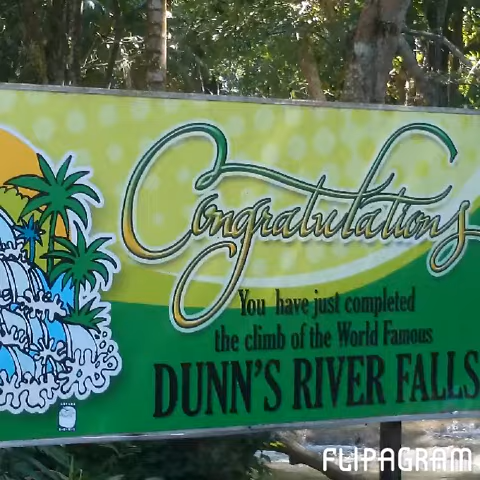 Congratulations
You have just completed
the climb of the World Famous
DUNN'S RIVER FALLS
FLIPAGRAM